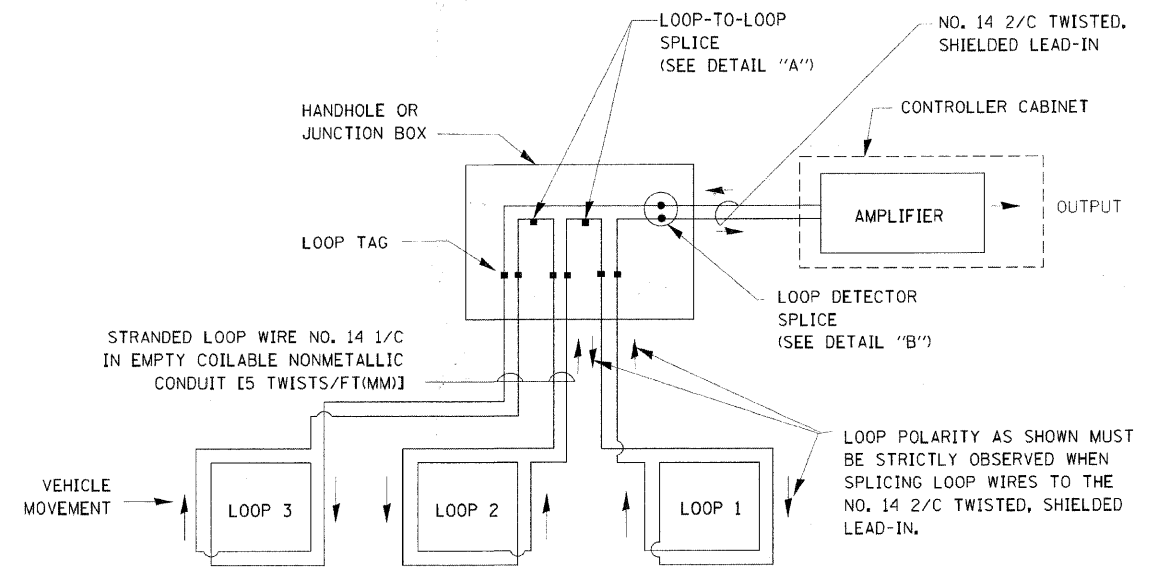 LOOP-TO-LOOP
SPLICE
(SEE DETAIL "A")
NO. 14 2/C TWISTED,
SHIELDED LEAD-IN
HANDHOLE OR
JUNCTION BOX
CONTROLLER CABINET
AMPLIFIER
OUTPUT
LOOP TAG
LOOP DETECTOR
SPLICE
(SEE DETAIL "B")
STRANDED LOOP WIRE NO. 14 1/C
IN EMPTY COILABLE NONMETALLIC
CONDUIT [5 TWISTS/FT(MM)]
LOOP POLARITY AS SHOWN MUST
BE STRICTLY OBSERVED WHEN
SPLICING LOOP WIRES TO THE
NO. 14 2/C TWISTED, SHIELDED
LEAD-IN.
VEHICLE
MOVEMENT
LOOP 3
LOOP 2
LOOP 1